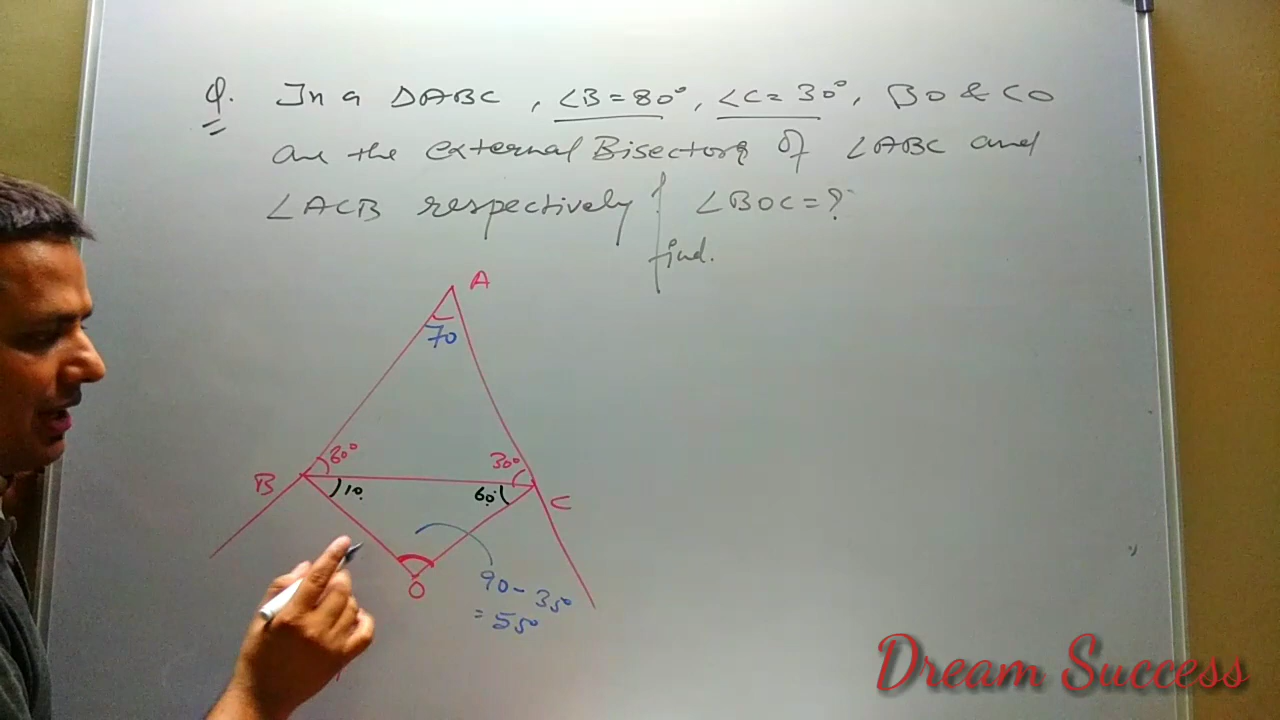 Q. In a △ABC, ∠B=80°, ∠C=30°, BO & CO
are the external Bisectors of ∠ABC and
∠ACB respectively ∠BOC=?
find.
A
70
80° 30°
B 10 60 C
O
90-35°
=55°
Dream Success